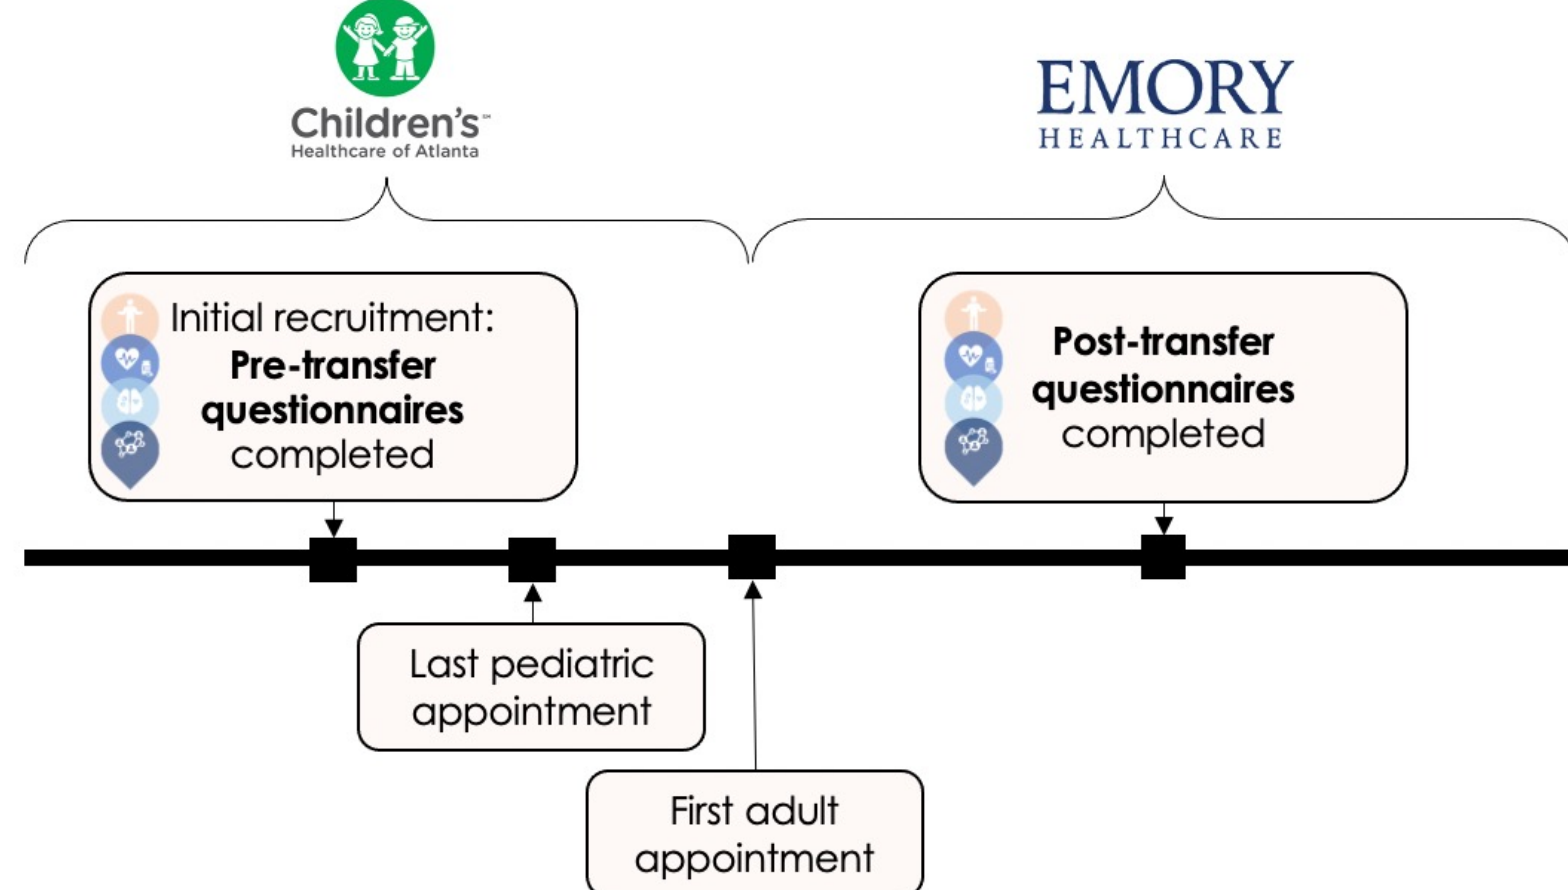 Children's℠
Healthcare of Atlanta
EMORY
HEALTHCARE
Initial recruitment:
Pre-transfer
questionnaires
completed
Post-transfer
questionnaires
completed
Last pediatric
appointment
First adult
appointment